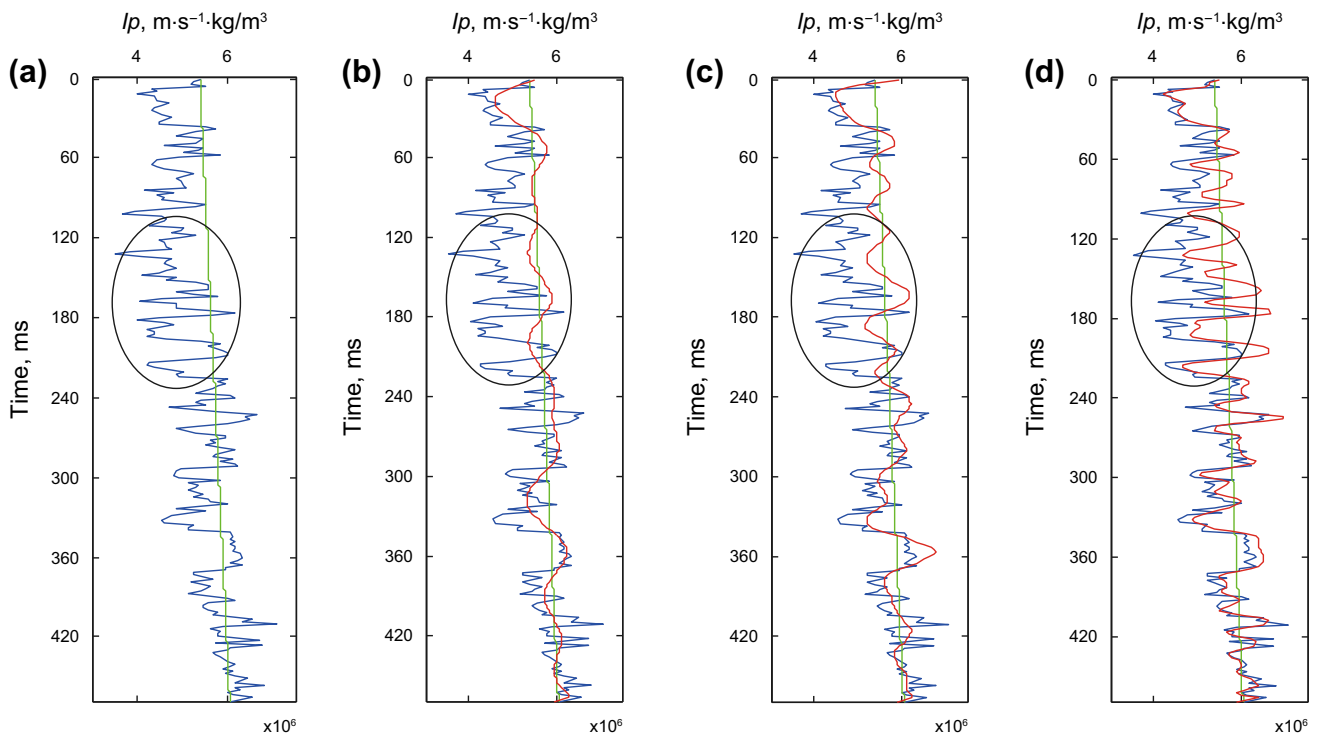 Ip, m·s⁻¹·kg/m³ Ip, m·s⁻¹·kg/m³ Ip, m·s⁻¹·kg/m³ Ip, m·s⁻¹·kg/m³
4 6 4 6 4 6 4 6
(a) (b) (c) (d)
0 0 0 0
60 60 60 60
120 120 120 120
180 180 180 180
240 240 240 240
300 300 300 300
360 360 360 360
420 420 420 420
Time, ms Time, ms Time, ms Time, ms
x10⁶ x10⁶ x10⁶ x10⁶